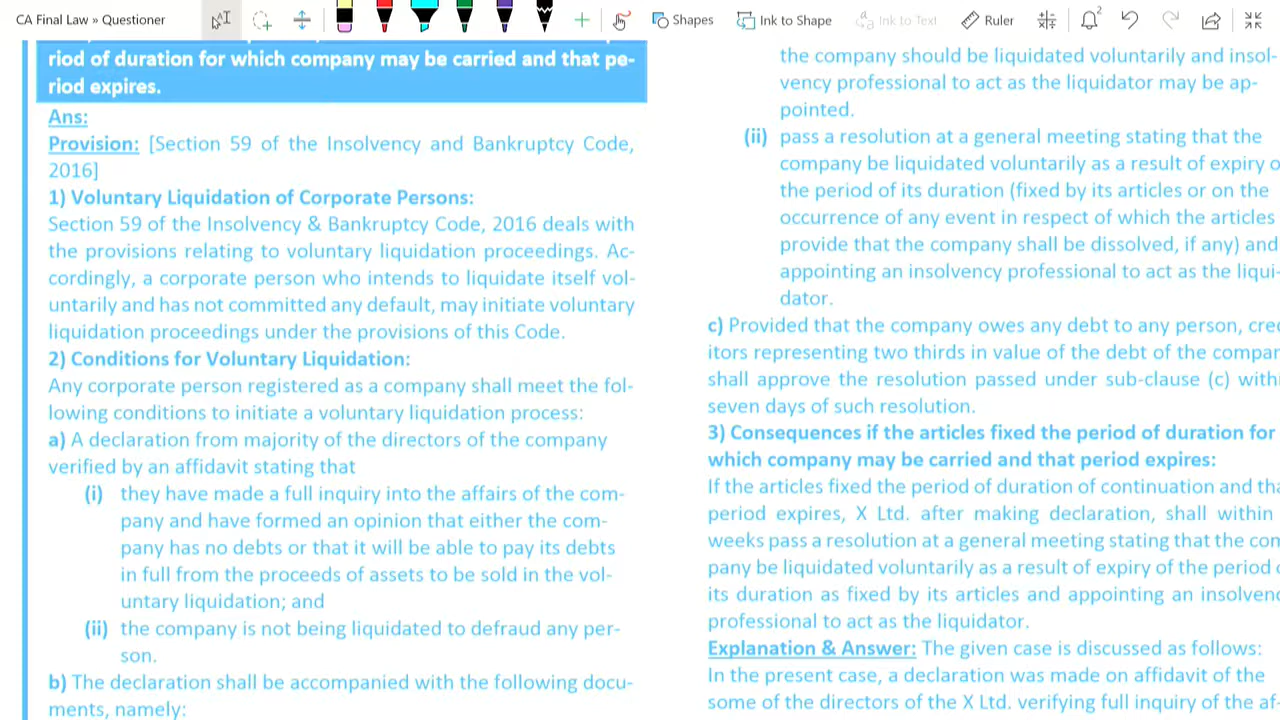 CA Final Law » Questioner
2
Shapes
Ink to Shape
Ink to Text
Ruler
riod of duration for which company may be carried and that pe-
riod expires.
Ans:
Provision: [Section 59 of the Insolvency and Bankruptcy Code,
2016]
1) Voluntary Liquidation of Corporate Persons:
Section 59 of the Insolvency & Bankruptcy Code, 2016 deals with
the provisions relating to voluntary liquidation proceedings. Ac-
cordingly, a corporate person who intends to liquidate itself vol-
untarily and has not committed any default, may initiate voluntary
liquidation proceedings under the provisions of this Code.
2) Conditions for Voluntary Liquidation:
Any corporate person registered as a company shall meet the fol-
lowing conditions to initiate a voluntary liquidation process:
a) A declaration from majority of the directors of the company
verified by an affidavit stating that
(i) they have made a full inquiry into the affairs of the com-
pany and have formed an opinion that either the com-
pany has no debts or that it will be able to pay its debts
in full from the proceeds of assets to be sold in the vol-
untary liquidation; and
(ii) the company is not being liquidated to defraud any per-
son.
b) The declaration shall be accompanied with the following docu-
ments, namely:
the company should be liquidated voluntarily and insol-
vency professional to act as the liquidator may be ap-
pointed.
(ii) pass a resolution at a general meeting stating that the
company be liquidated voluntarily as a result of expiry o
the period of its duration (fixed by its articles or on the
occurrence of any event in respect of which the articles
provide that the company shall be dissolved, if any) and
appointing an insolvency professional to act as the liqui-
dator.
c) Provided that the company owes any debt to any person, cred
itors representing two thirds in value of the debt of the compan
shall approve the resolution passed under sub-clause (c) withi
seven days of such resolution.
3) Consequences if the articles fixed the period of duration for
which company may be carried and that period expires:
If the articles fixed the period of duration of continuation and tha
period expires, X Ltd. after making declaration, shall within
weeks pass a resolution at a general meeting stating that the com
pany be liquidated voluntarily as a result of expiry of the period o
its duration as fixed by its articles and appointing an insolvenc
professional to act as the liquidator.
Explanation & Answer: The given case is discussed as follows:
In the present case, a declaration was made on affidavit of the
some of the directors of the X Ltd. verifying full inquiry of the af-